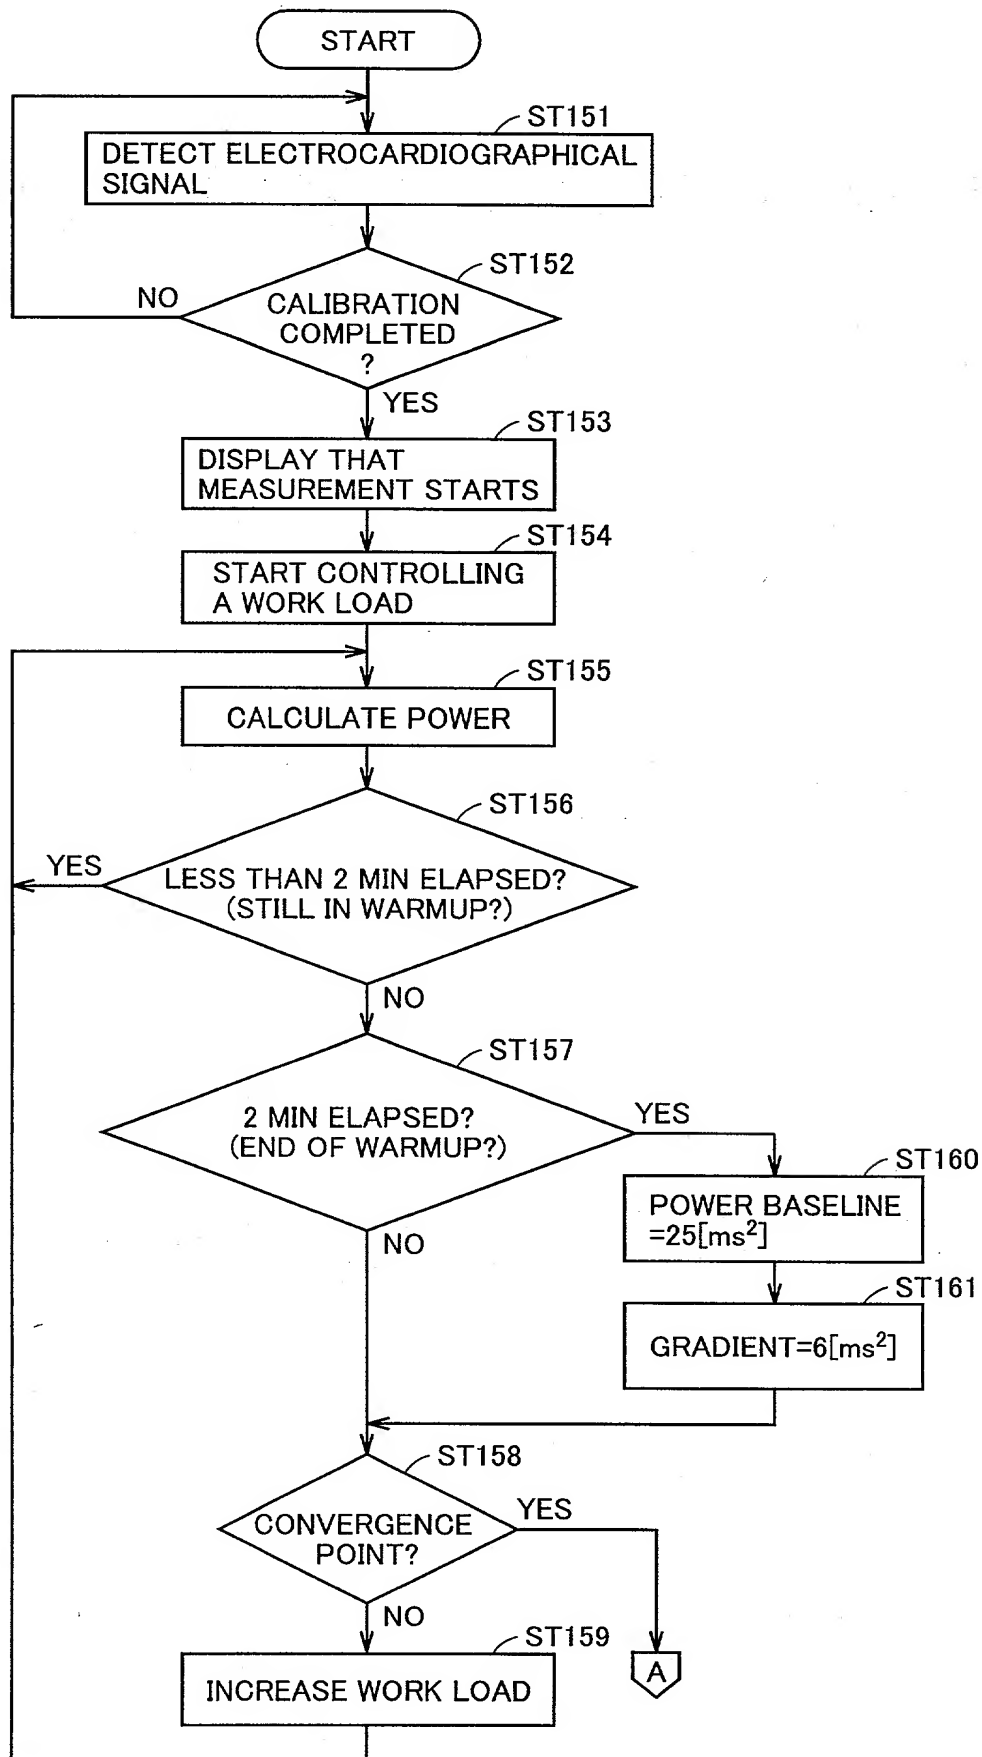 START
ST151
DETECT ELECTROCARDIOGRAPHICAL
SIGNAL
ST152
NO
CALIBRATION
COMPLETED
?
YES
ST153
DISPLAY THAT
MEASUREMENT STARTS
ST154
START CONTROLLING
A WORK LOAD
ST155
CALCULATE POWER
ST156
YES
LESS THAN 2 MIN ELAPSED?
(STILL IN WARMUP?)
NO
ST157
2 MIN ELAPSED?
(END OF WARMUP?)
YES
ST160
POWER BASELINE
=25[ms²]
NO
ST161
GRADIENT=6[ms²]
ST158
CONVERGENCE
POINT?
YES
NO
ST159
INCREASE WORK LOAD
A